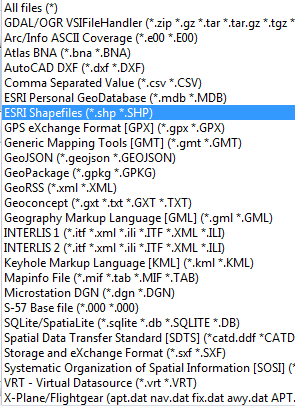 All files (*)
GDAL/OGR VSIFileHandler (*.zip *.gz *.tar *.tar.gz *.tgz
Arc/Info ASCII Coverage (*.e00 *.E00)
Atlas BNA (*.bna *.BNA)
AutoCAD DXF (*.dxf *.DXF)
Comma Separated Value (*.csv *.CSV)
ESRI Personal GeoDatabase (*.mdb *.MDB)
ESRI Shapefiles (*.shp *.SHP)
GPS eXchange Format [GPX] (*.gpx *.GPX)
Generic Mapping Tools [GMT] (*.gmt *.GMT)
GeoJSON (*.geojson *.GEOJSON)
GeoPackage (*.gpkg *.GPKG)
GeoRSS (*.xml *.XML)
Geoconcept (*.gxt *.txt *.GXT *.TXT)
Geography Markup Language [GML] (*.gml *.GML)
INTERLIS 1 (*.itf *.xml *.ili *.ITF *.XML *.ILI)
INTERLIS 2 (*.itf *.xml *.ili *.ITF *.XML *.ILI)
Keyhole Markup Language [KML] (*.kml *.KML)
Mapinfo File (*.mif *.tab *.MIF *.TAB)
Microstation DGN (*.dgn *.DGN)
S-57 Base file (*.000 *.000)
SQLite/SpatiaLite (*.sqlite *.db *.SQLITE *.DB)
Spatial Data Transfer Standard [SDTS] (*catd.ddf *CATD
Storage and eXchange Format (*.sxf *.SXF)
Systematic Organization of Spatial Information [SOSI] (*
VRT - Virtual Datasource (*.vrt *.VRT)
X-Plane/Flightgear (apt.dat nav.dat fix.dat awy.dat APT.